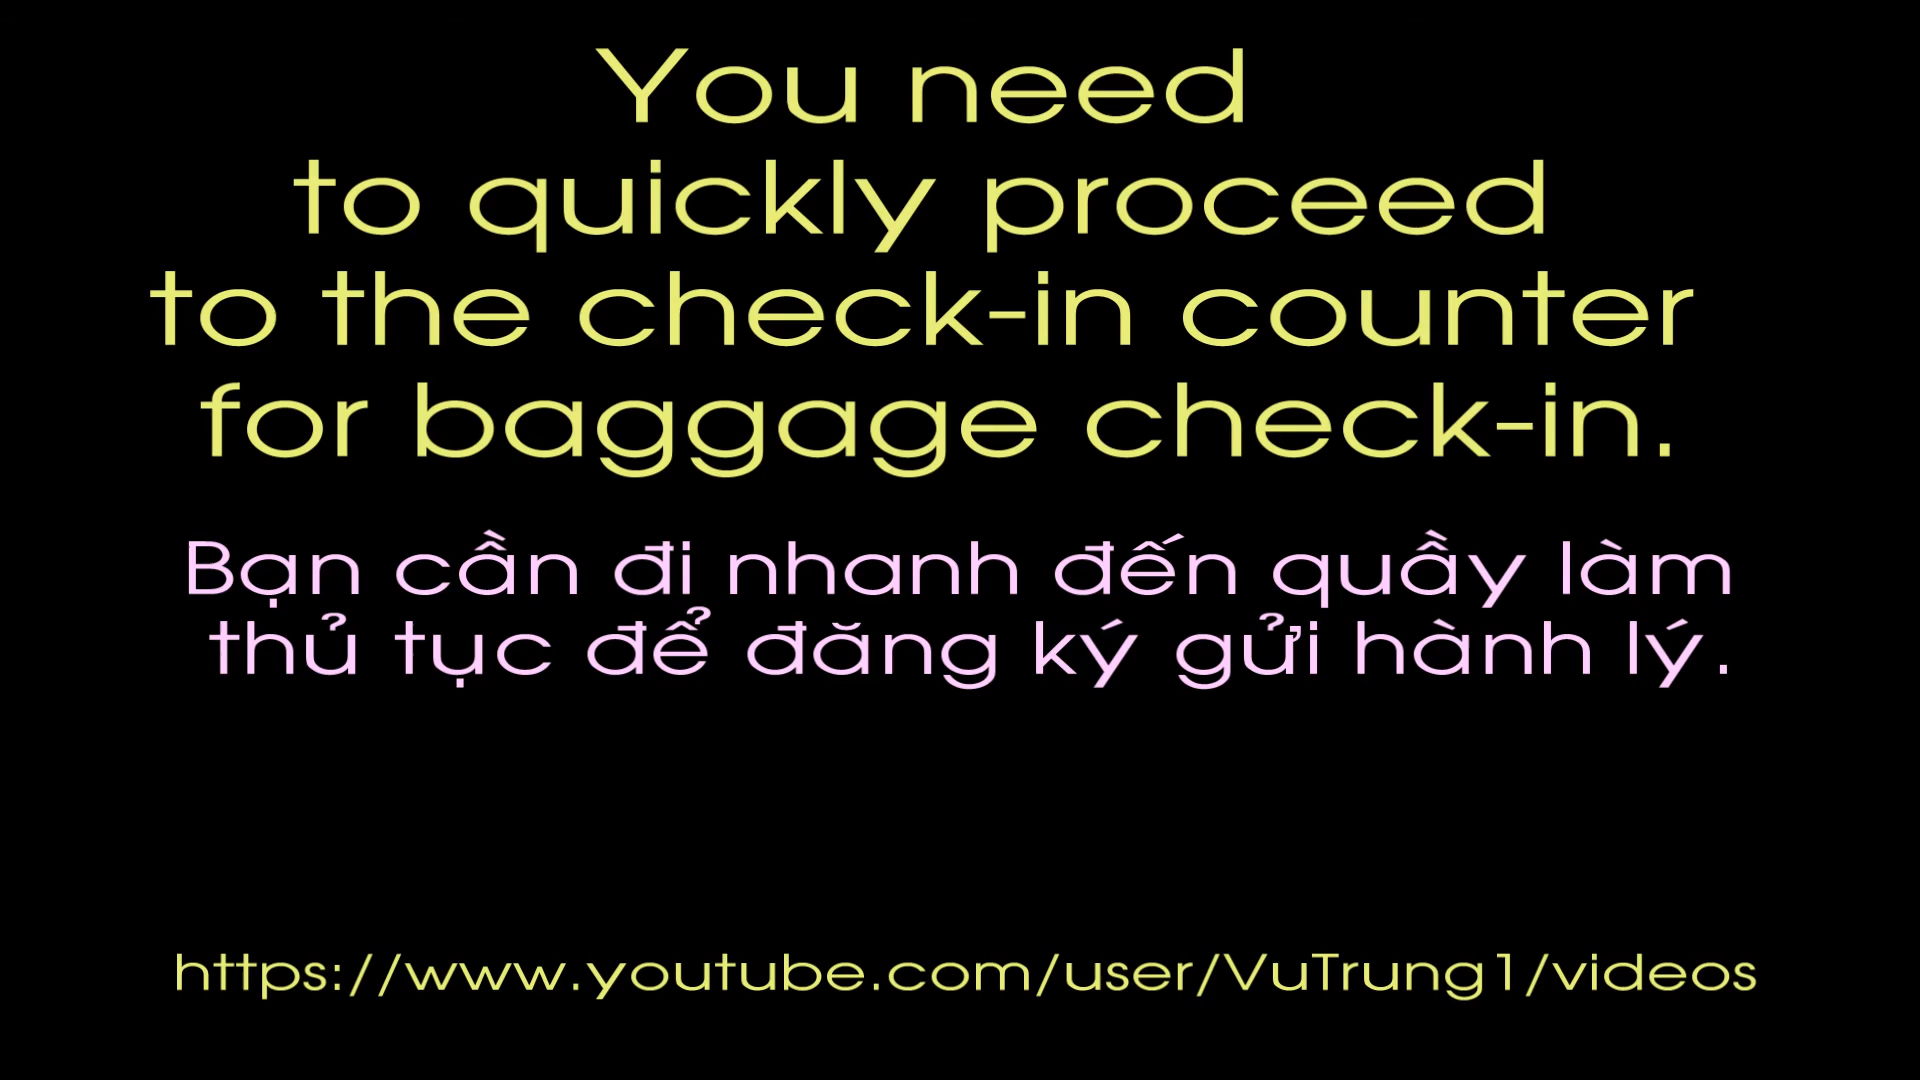 You need
to quickly proceed
to the check-in counter
for baggage check-in.
Bạn cần đi nhanh đến quầy làm
thủ tục để đăng ký gửi hành lý.
https://www.youtube.com/user/VuTrung1/videos